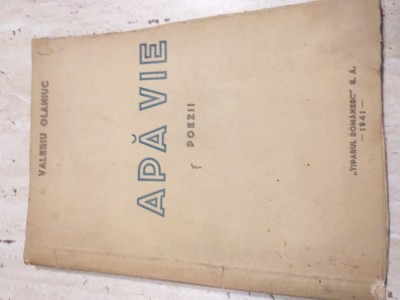 VALERIU OLANIUC
APĂ VIE
POEZII
„TIPARUL ROMÂNESC" S. A.
— 1941 —